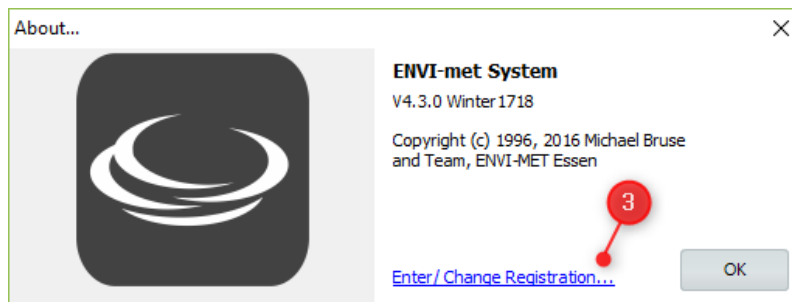 About...
ENVI-met System
V4.3.0 Winter1718
Copyright (c) 1996, 2016 Michael Bruse
and Team, ENVI-MET Essen
3
Enter/ Change Registration...
OK